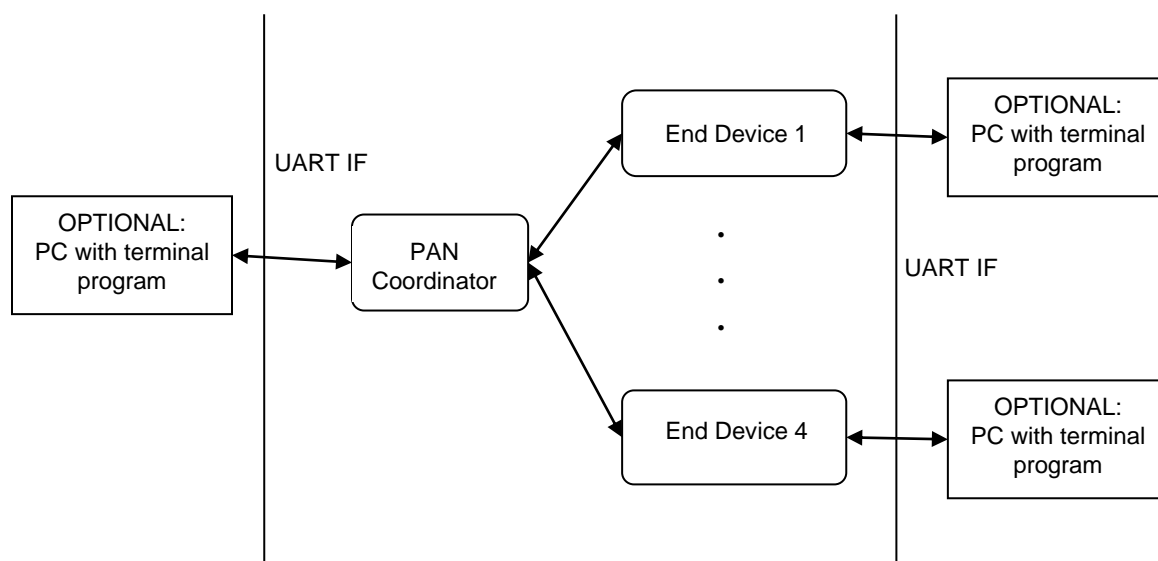 OPTIONAL:
PC with terminal
program
UART IF
PAN
Coordinator
End Device 1
End Device 4
OPTIONAL:
PC with terminal
program
UART IF
OPTIONAL:
PC with terminal
program